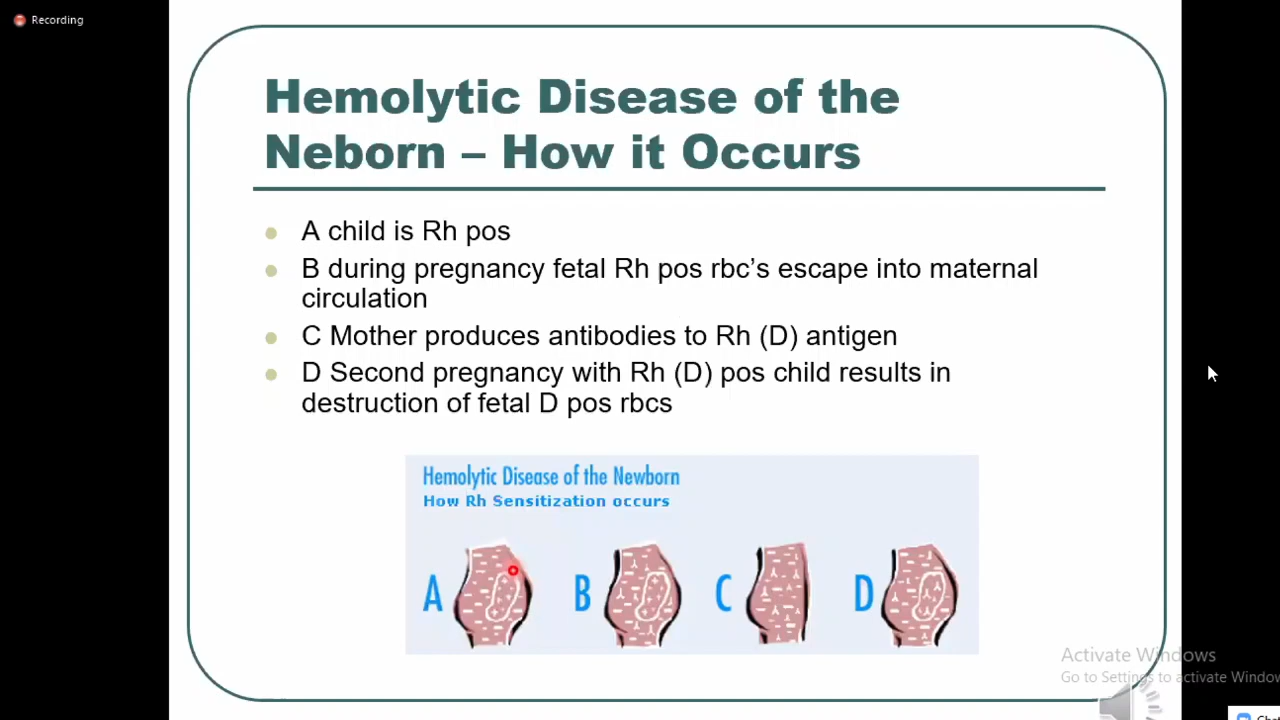 Recording
Hemolytic Disease of the
Neborn – How it Occurs
A child is Rh pos
B during pregnancy fetal Rh pos rbc’s escape into maternal
circulation
C Mother produces antibodies to Rh (D) antigen
D Second pregnancy with Rh (D) pos child results in
destruction of fetal D pos rbcs
Hemolytic Disease of the Newborn
How Rh Sensitization occurs
A B C D
Activate Windows
Go to Settings to activate Window